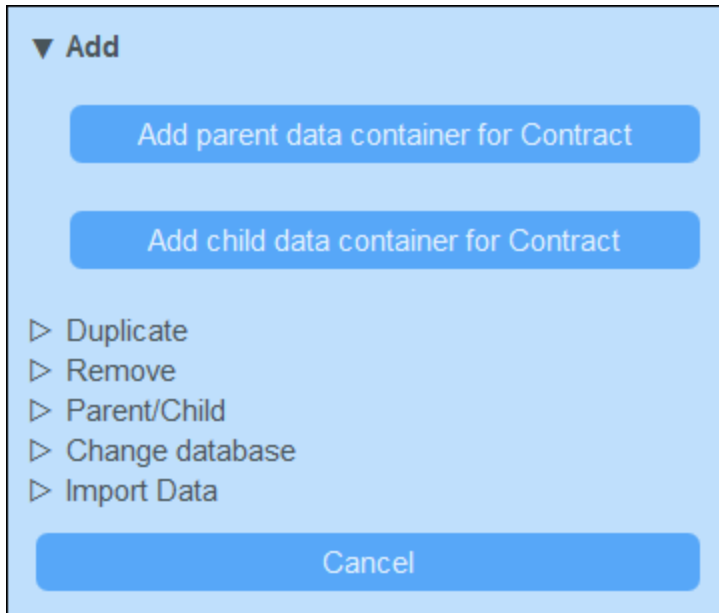 Add
Add parent data container for Contract
Add child data container for Contract
Duplicate
Remove
Parent/Child
Change database
Import Data
Cancel